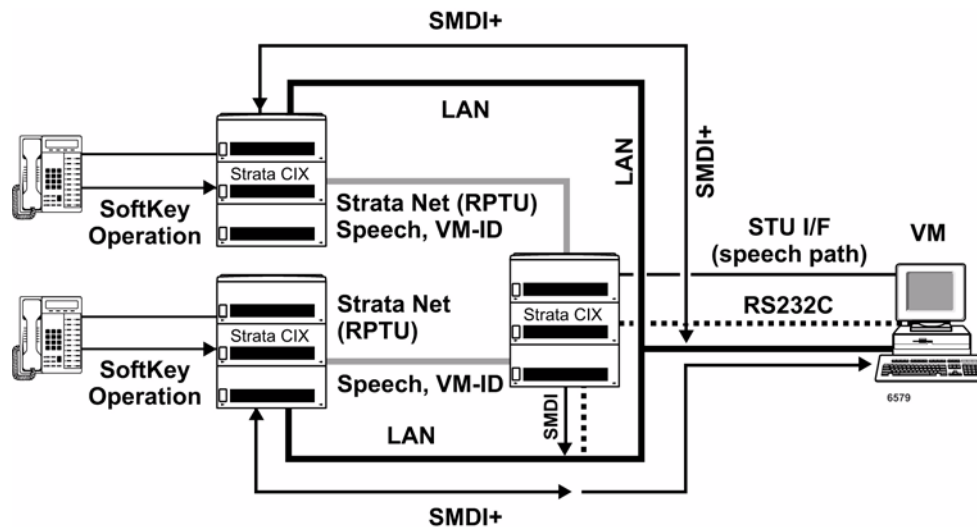 SMDI+
LAN
LAN
SMDI+
Strata CIX
SoftKey
Operation
Strata Net (RPTU)
Speech, VM-ID
STU I/F
(speech path)
VM
Strata Net
(RPTU)
Strata CIX
RS232C
Strata CIX
SoftKey
Operation
Speech, VM-ID
6579
SMDI
LAN
SMDI+